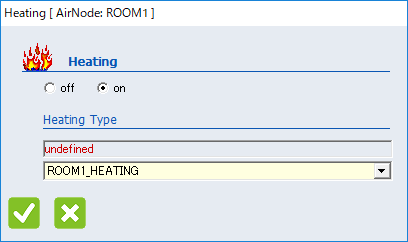 Heating [ AirNode: ROOM1 ]
Heating
off on
Heating Type
undefined
ROOM1_HEATING